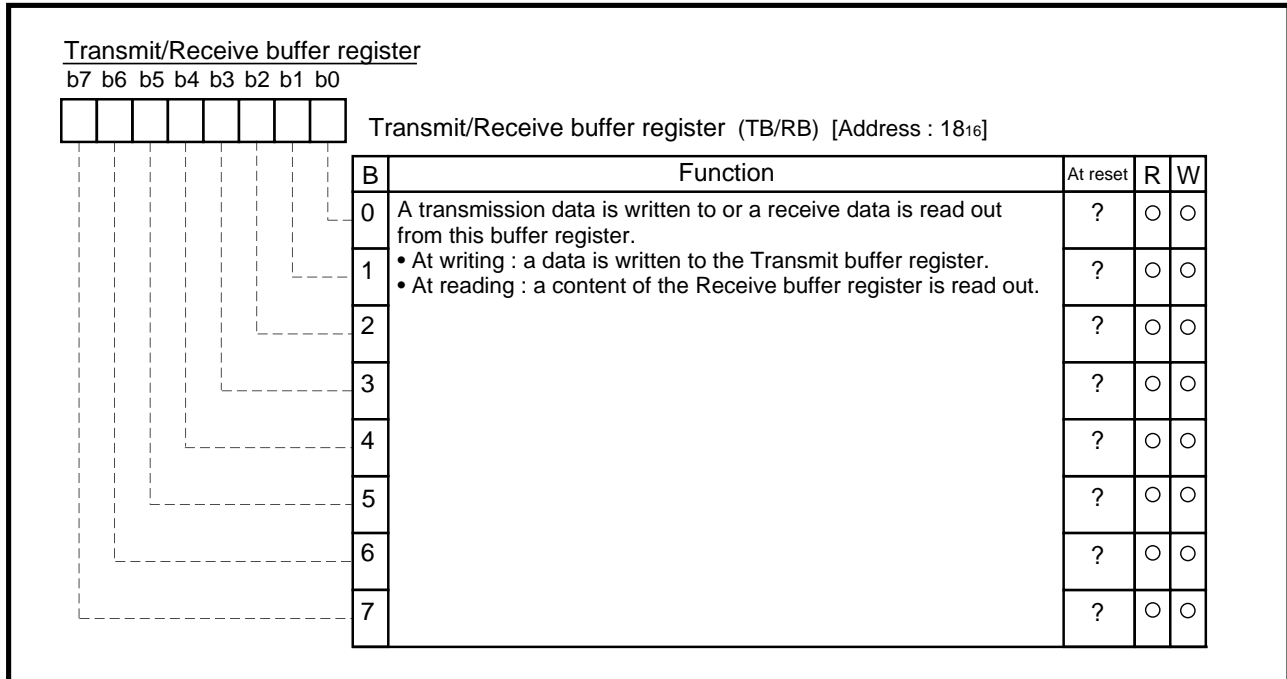 Transmit/Receive buffer register
b7 b6 b5 b4 b3 b2 b1 b0
Transmit/Receive buffer register (TB/RB) [Address : 18₁₆]
B Function At reset R W
0 A transmission data is written to or a receive data is read out ? ○ ○
from this buffer register.
1 • At writing : a data is written to the Transmit buffer register. ? ○ ○
• At reading : a content of the Receive buffer register is read out.
2 ? ○ ○
3 ? ○ ○
4 ? ○ ○
5 ? ○ ○
6 ? ○ ○
7 ? ○ ○